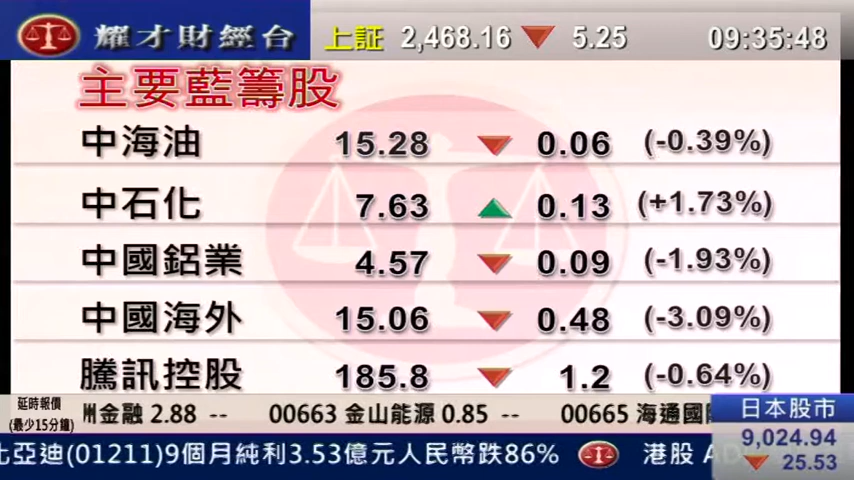 耀才財經台 上証 2,468.16 5.25 09:35:48
主要藍籌股
中海油 15.28 0.06 (-0.39%)
中石化 7.63 0.13 (+1.73%)
中國鋁業 4.57 0.09 (-1.93%)
中國海外 15.06 0.48 (-3.09%)
騰訊控股 185.8 1.2 (-0.64%)
延時報價
(最少15分鐘)
州金融 2.88 -- 00663 金山能源 0.85 -- 00665 海通國
日本股市
9,024.94
25.53
比亞迪(01211)9個月純利3.53億元人民幣跌86% 港股